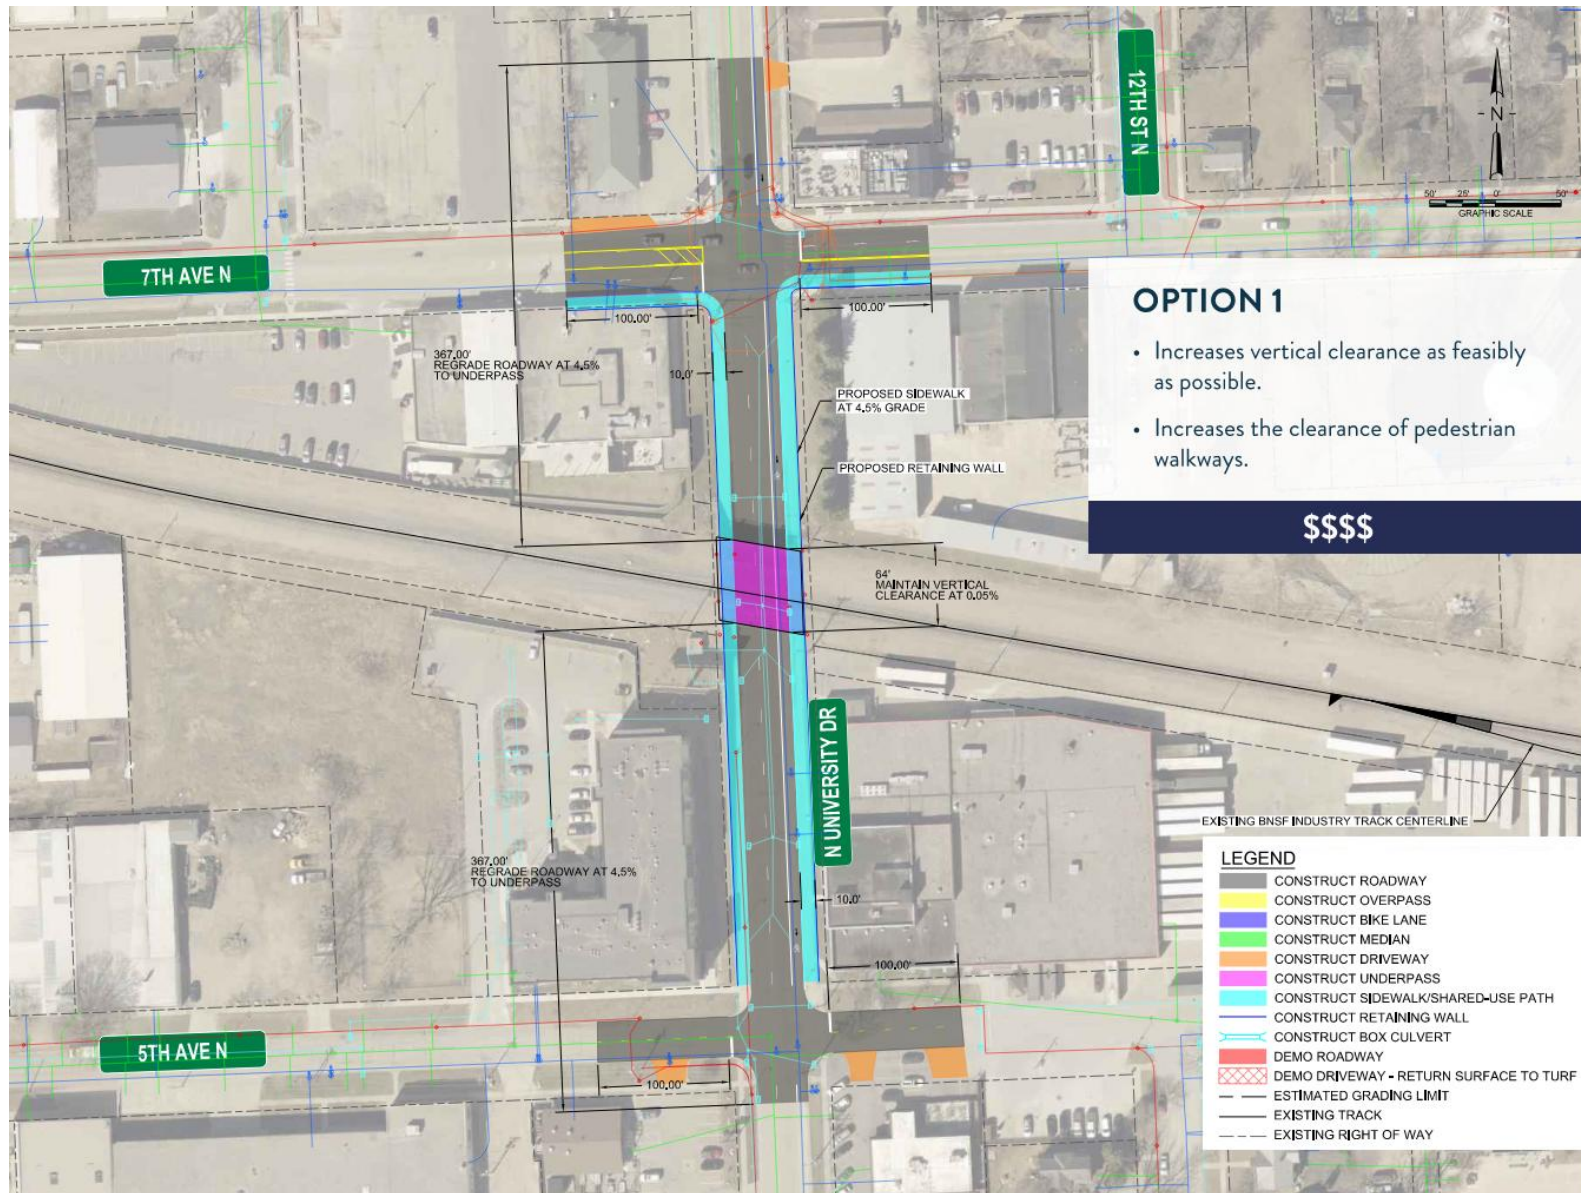 12TH ST N
N
50' 25' 0' 50'
GRAPHIC SCALE
7TH AVE N
OPTION 1
• Increases vertical clearance as feasibly
as possible.
• Increases the clearance of pedestrian
walkways.
$$$$
100.00'
100.00'
367.00'
REGRADE ROADWAY AT 4.5%
TO UNDERPASS
10.0'
PROPOSED SIDEWALK
AT 4.5% GRADE
PROPOSED RETAINING WALL
64'
MAINTAIN VERTICAL
CLEARANCE AT 0.05%
N UNIVERSITY DR
EXISTING BNSF INDUSTRY TRACK CENTERLINE
367.00'
REGRADE ROADWAY AT 4.5%
TO UNDERPASS
10.0'
100.00'
5TH AVE N
100.00'
LEGEND
CONSTRUCT ROADWAY
CONSTRUCT OVERPASS
CONSTRUCT BIKE LANE
CONSTRUCT MEDIAN
CONSTRUCT DRIVEWAY
CONSTRUCT UNDERPASS
CONSTRUCT SIDEWALK/SHARED-USE PATH
CONSTRUCT RETAINING WALL
CONSTRUCT BOX CULVERT
DEMO ROADWAY
DEMO DRIVEWAY - RETURN SURFACE TO TURF
ESTIMATED GRADING LIMIT
EXISTING TRACK
EXISTING RIGHT OF WAY